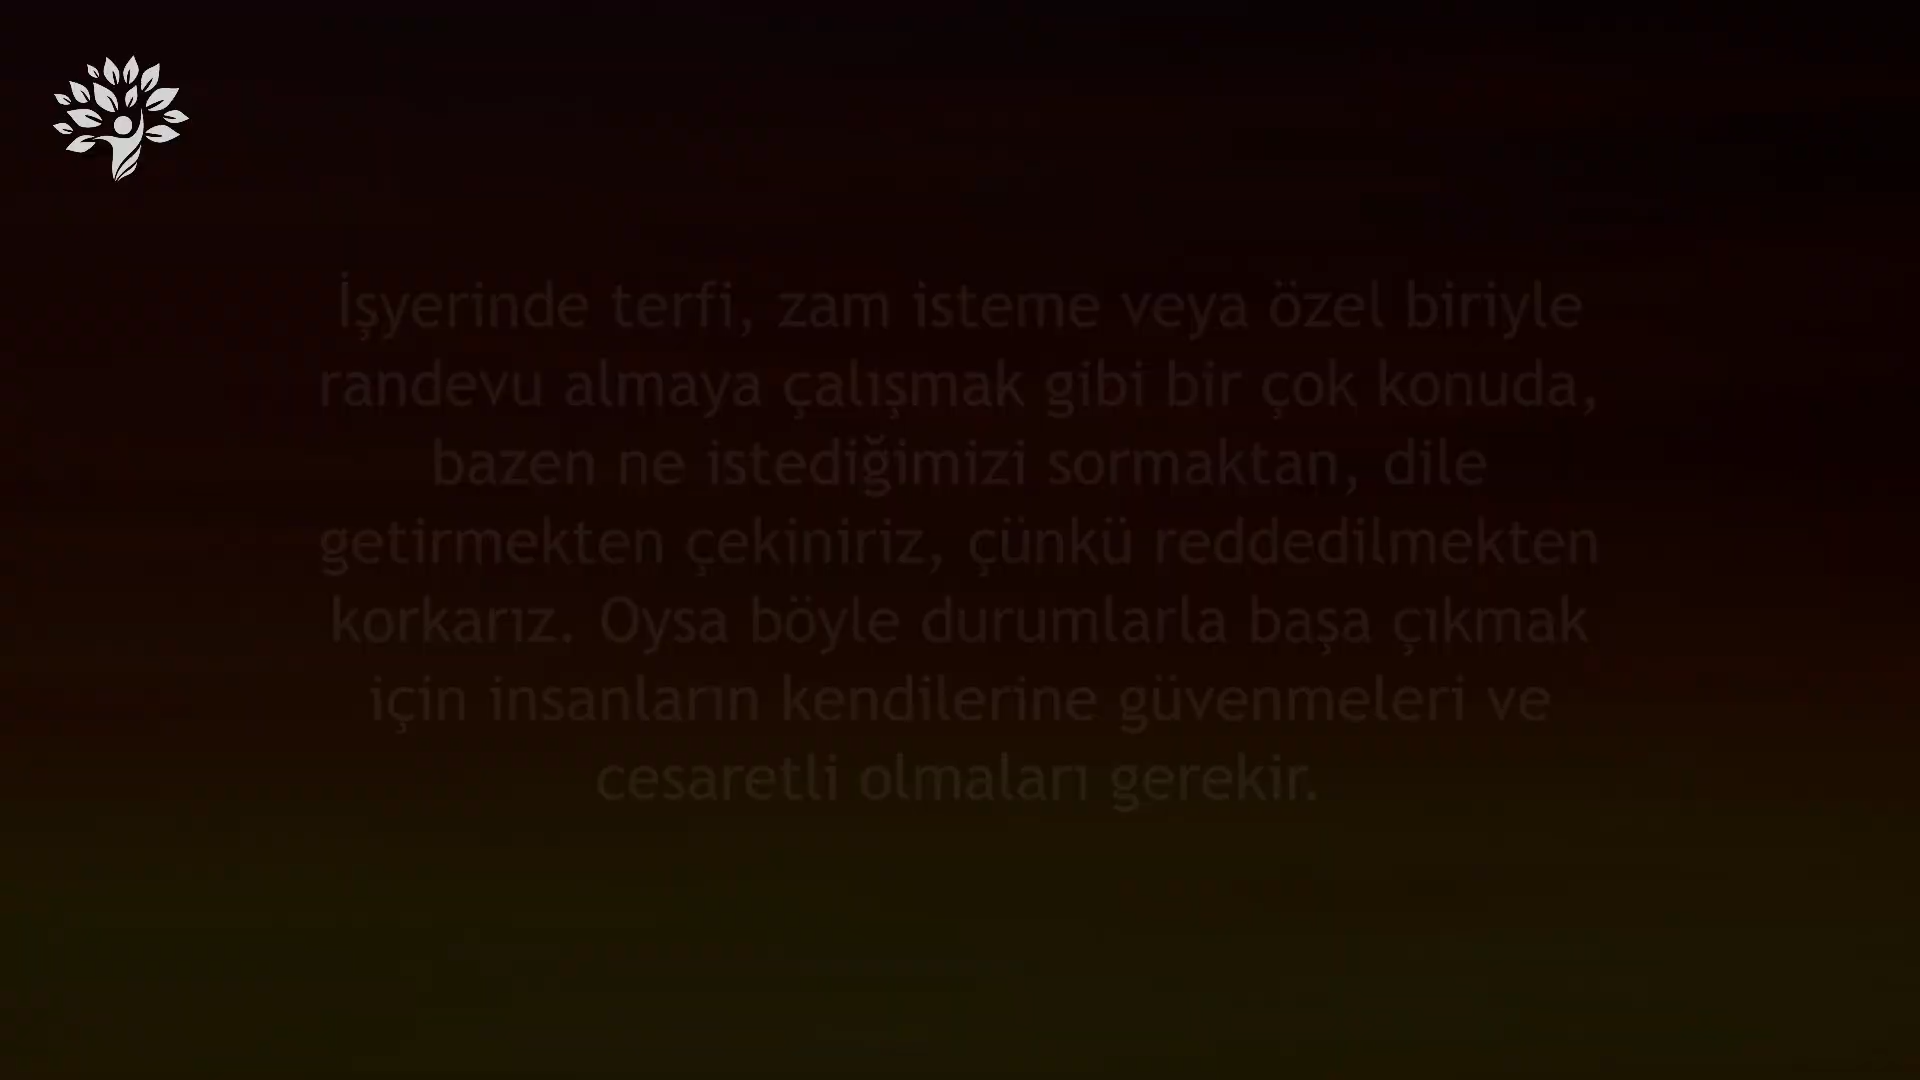 İşyerinde terfi, zam isteme veya özel biriyle
randevu almaya çalışmak gibi bir çok konuda,
bazen ne istediğimizi sormaktan, dile
getirmekten çekiniriz, çünkü reddedilmekten
korkarız. Oysa böyle durumlarla başa çıkmak
için insanların kendilerine güvenmeleri ve
cesaretli olmaları gerekir.